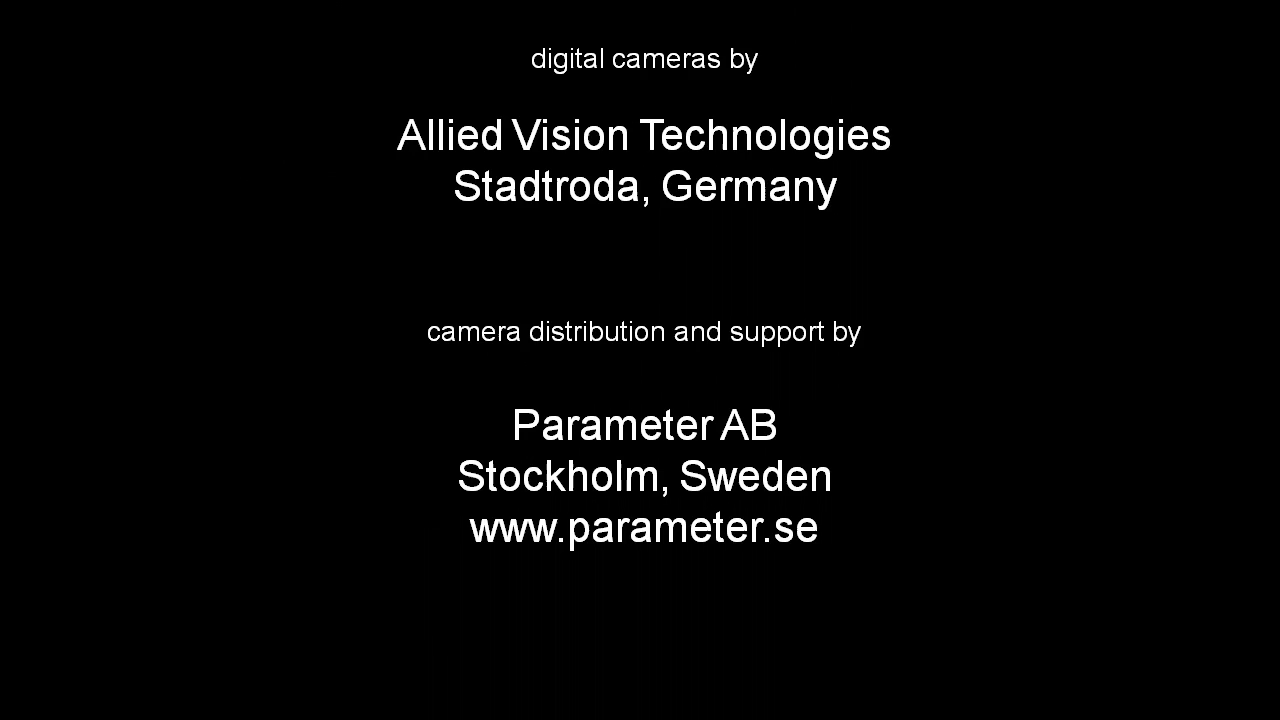 digital cameras by
Allied Vision Technologies
Stadtroda, Germany
camera distribution and support by
Parameter AB
Stockholm, Sweden
www.parameter.se